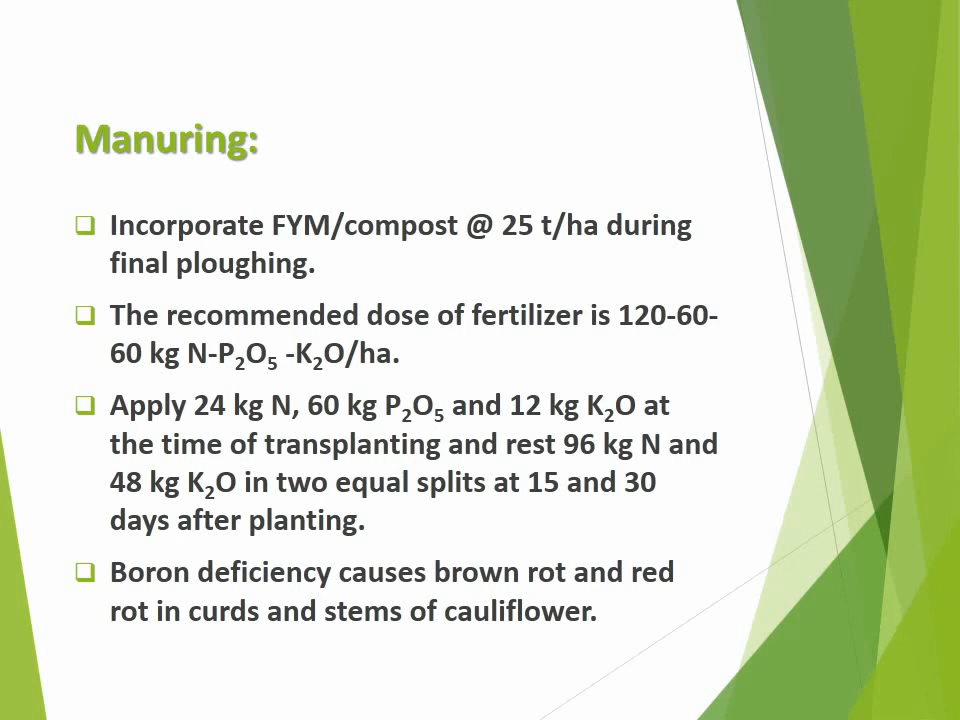 Manuring:
Incorporate FYM/compost @ 25 t/ha during
final ploughing.
The recommended dose of fertilizer is 120-60-
60 kg N-P₂O₅ -K₂O/ha.
Apply 24 kg N, 60 kg P₂O₅ and 12 kg K₂O at
the time of transplanting and rest 96 kg N and
48 kg K₂O in two equal splits at 15 and 30
days after planting.
Boron deficiency causes brown rot and red
rot in curds and stems of cauliflower.